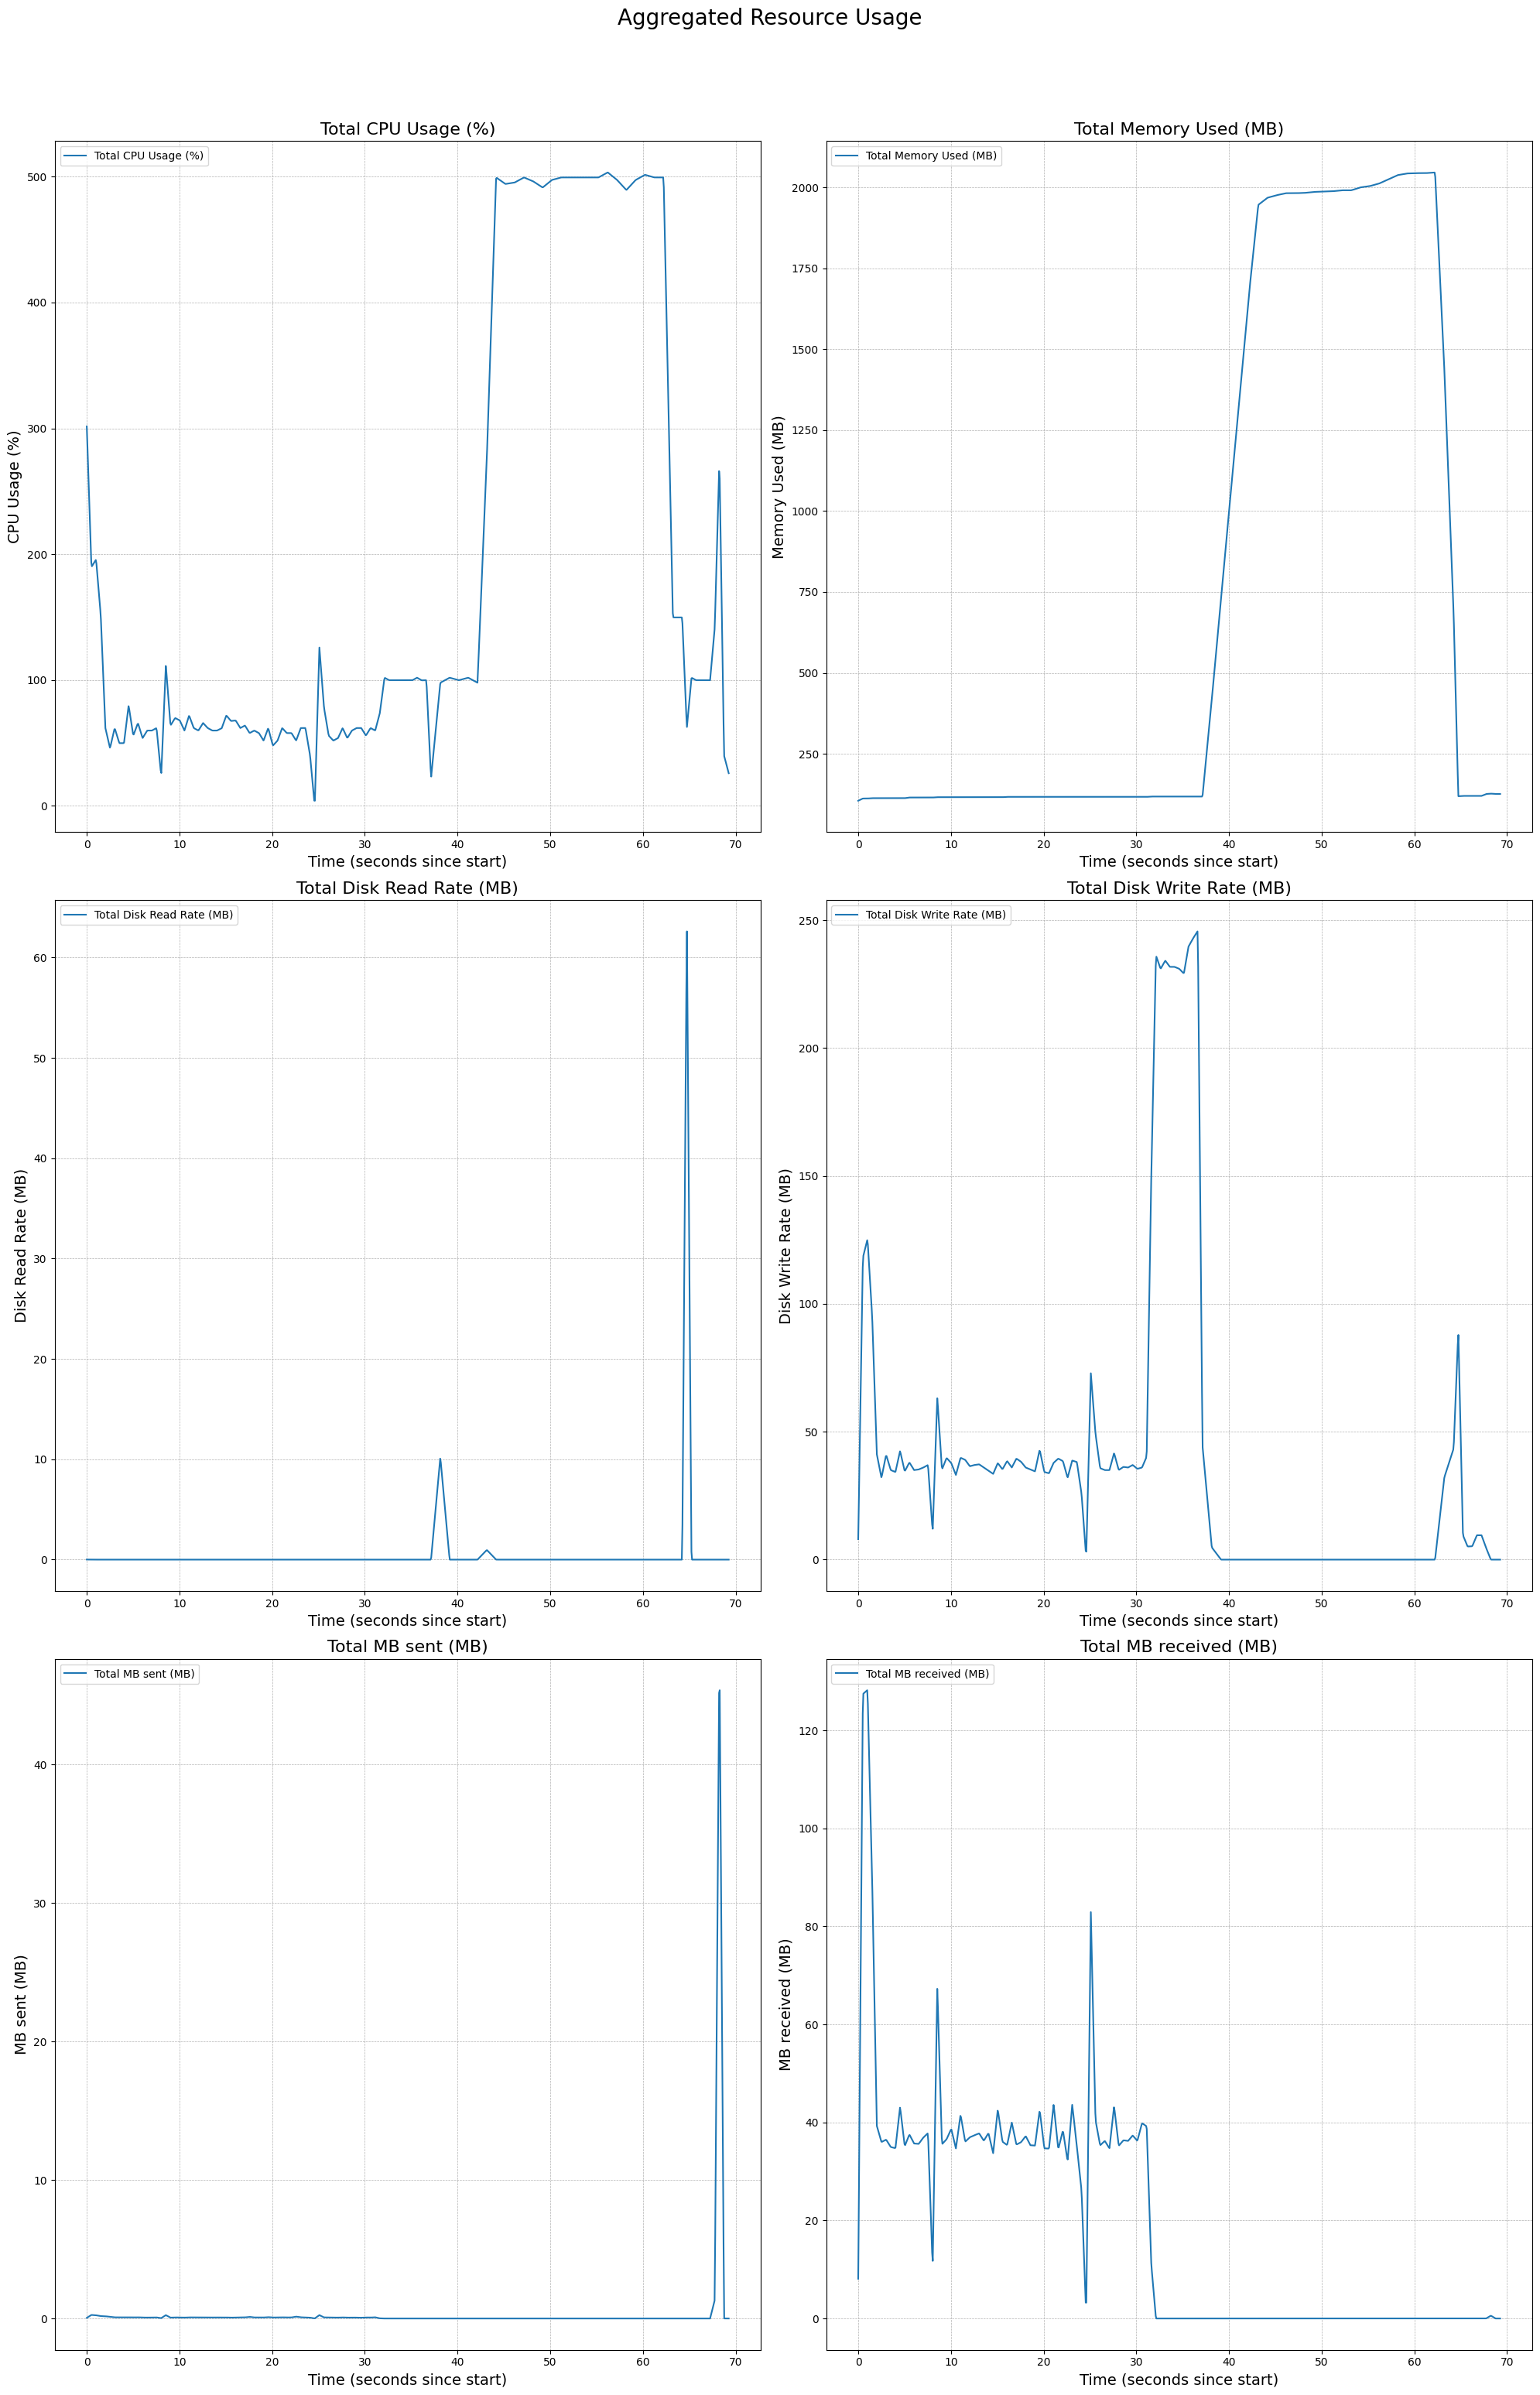 Aggregated Resource Usage
Total CPU Usage (%)
Total CPU Usage (%)
CPU Usage (%)
500
400
300
200
100
0
0 10 20 30 40 50 60 70
Time (seconds since start)
Total Memory Used (MB)
Total Memory Used (MB)
Memory Used (MB)
2000
1750
1500
1250
1000
750
500
250
0 10 20 30 40 50 60 70
Time (seconds since start)
Total Disk Read Rate (MB)
Total Disk Read Rate (MB)
Disk Read Rate (MB)
60
50
40
30
20
10
0
0 10 20 30 40 50 60 70
Time (seconds since start)
Total Disk Write Rate (MB)
Total Disk Write Rate (MB)
Disk Write Rate (MB)
250
200
150
100
50
0
0 10 20 30 40 50 60 70
Time (seconds since start)
Total MB sent (MB)
Total MB sent (MB)
MB sent (MB)
40
30
20
10
0
0 10 20 30 40 50 60 70
Time (seconds since start)
Total MB received (MB)
Total MB received (MB)
MB received (MB)
120
100
80
60
40
20
0
0 10 20 30 40 50 60 70
Time (seconds since start)